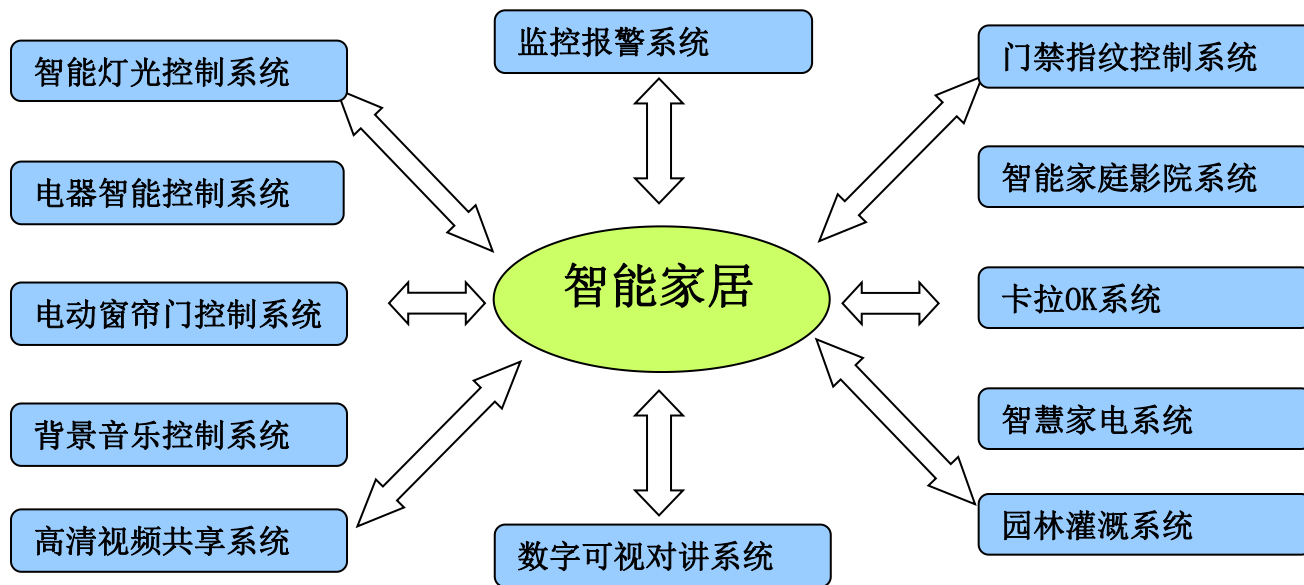 监控报警系统
智能灯光控制系统
门禁指纹控制系统
电器智能控制系统
智能家庭影院系统
智能家居
电动窗帘门控制系统
卡拉OK系统
背景音乐控制系统
智慧家电系统
高清视频共享系统
数字可视对讲系统
园林灌溉系统